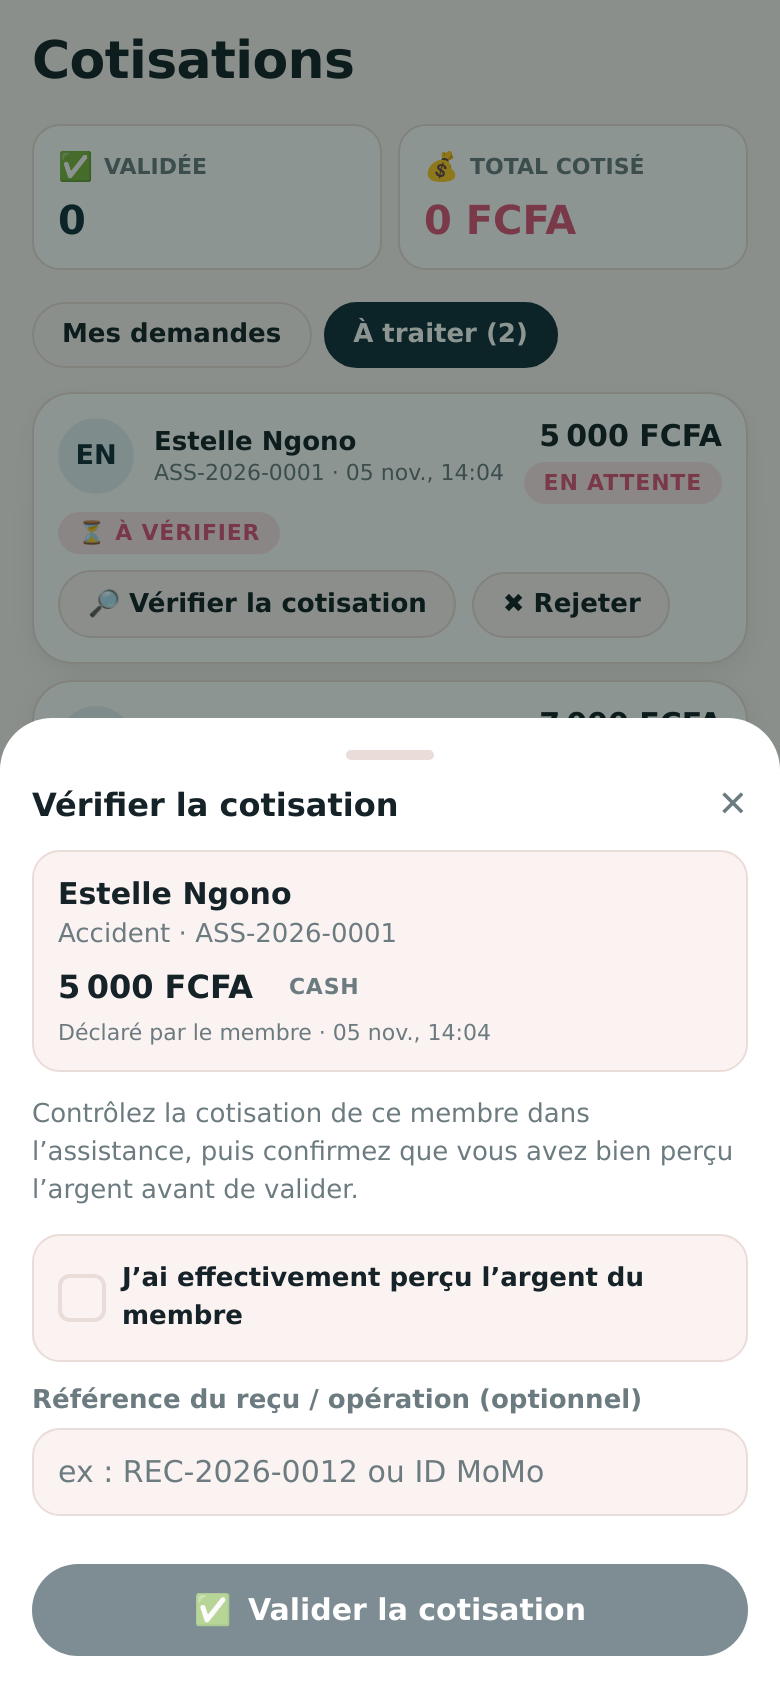 Cotisations
✅ VALIDÉE
0
💰 TOTAL COTISÉ
0 FCFA
Mes demandes
À traiter (2)
EN
Estelle Ngono
ASS-2026-0001 · 05 nov., 14:04
5 000 FCFA
EN ATTENTE
⏳ À VÉRIFIER
🔎 Vérifier la cotisation
✖ Rejeter
7 000 FCFA
Vérifier la cotisation
✕
Estelle Ngono
Accident · ASS-2026-0001
5 000 FCFA CASH
Déclaré par le membre · 05 nov., 14:04
Contrôlez la cotisation de ce membre dans
l’assistance, puis confirmez que vous avez bien perçu
l’argent avant de valider.
J’ai effectivement perçu l’argent du
membre
Référence du reçu / opération (optionnel)
ex : REC-2026-0012 ou ID MoMo
✅ Valider la cotisation